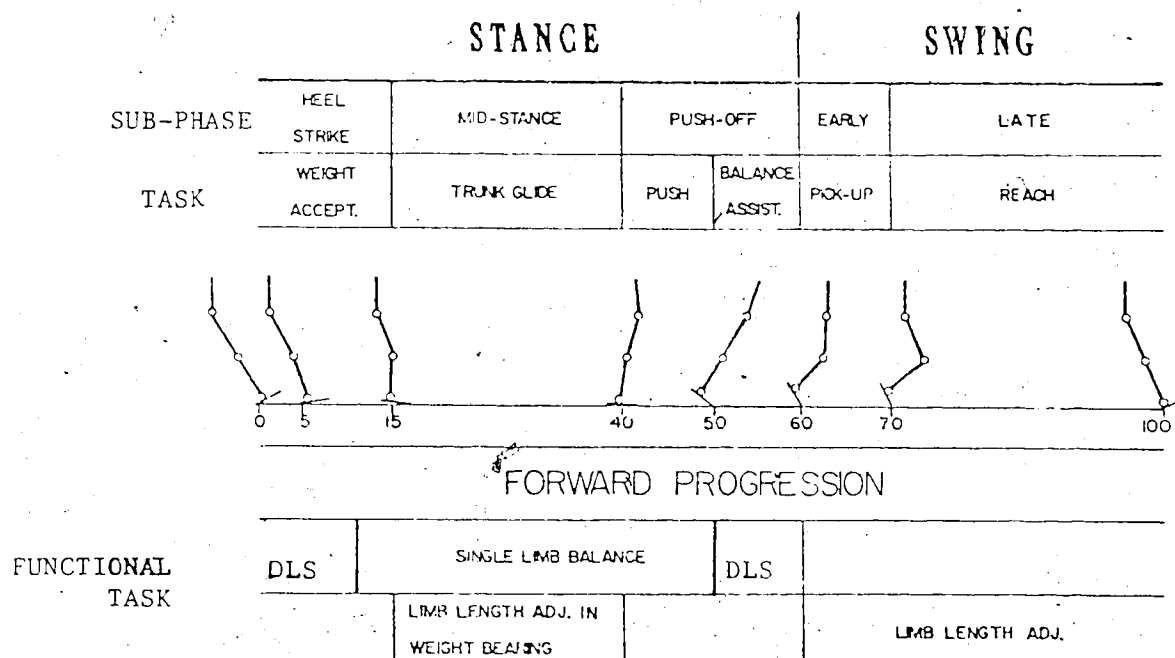 STANCE SWING
SUB-PHASE HEEL STRIKE MID-STANCE PUSH-OFF EARLY LATE
TASK WEIGHT ACCEPT. TRUNK GLIDE PUSH BALANCE ASSIST. PICK-UP REACH
0 5 15 40 50 60 70 100
FORWARD PROGRESSION
FUNCTIONAL TASK DLS SINGLE LIMB BALANCE DLS
LIMB LENGTH ADJ. IN WEIGHT BEARING LIMB LENGTH ADJ.